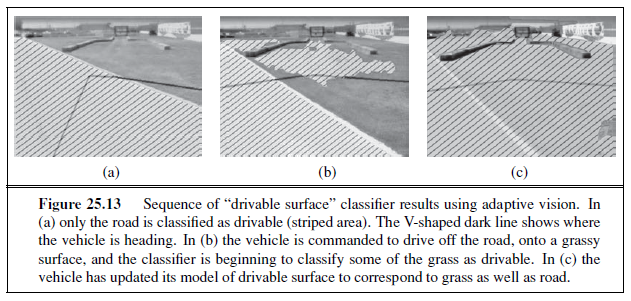 (a) (b) (c)
Figure 25.13 Sequence of “drivable surface” classifier results using adaptive vision. In
(a) only the road is classified as drivable (striped area). The V-shaped dark line shows where
the vehicle is heading. In (b) the vehicle is commanded to drive off the road, onto a grassy
surface, and the classifier is beginning to classify some of the grass as drivable. In (c) the
vehicle has updated its model of drivable surface to correspond to grass as well as road.